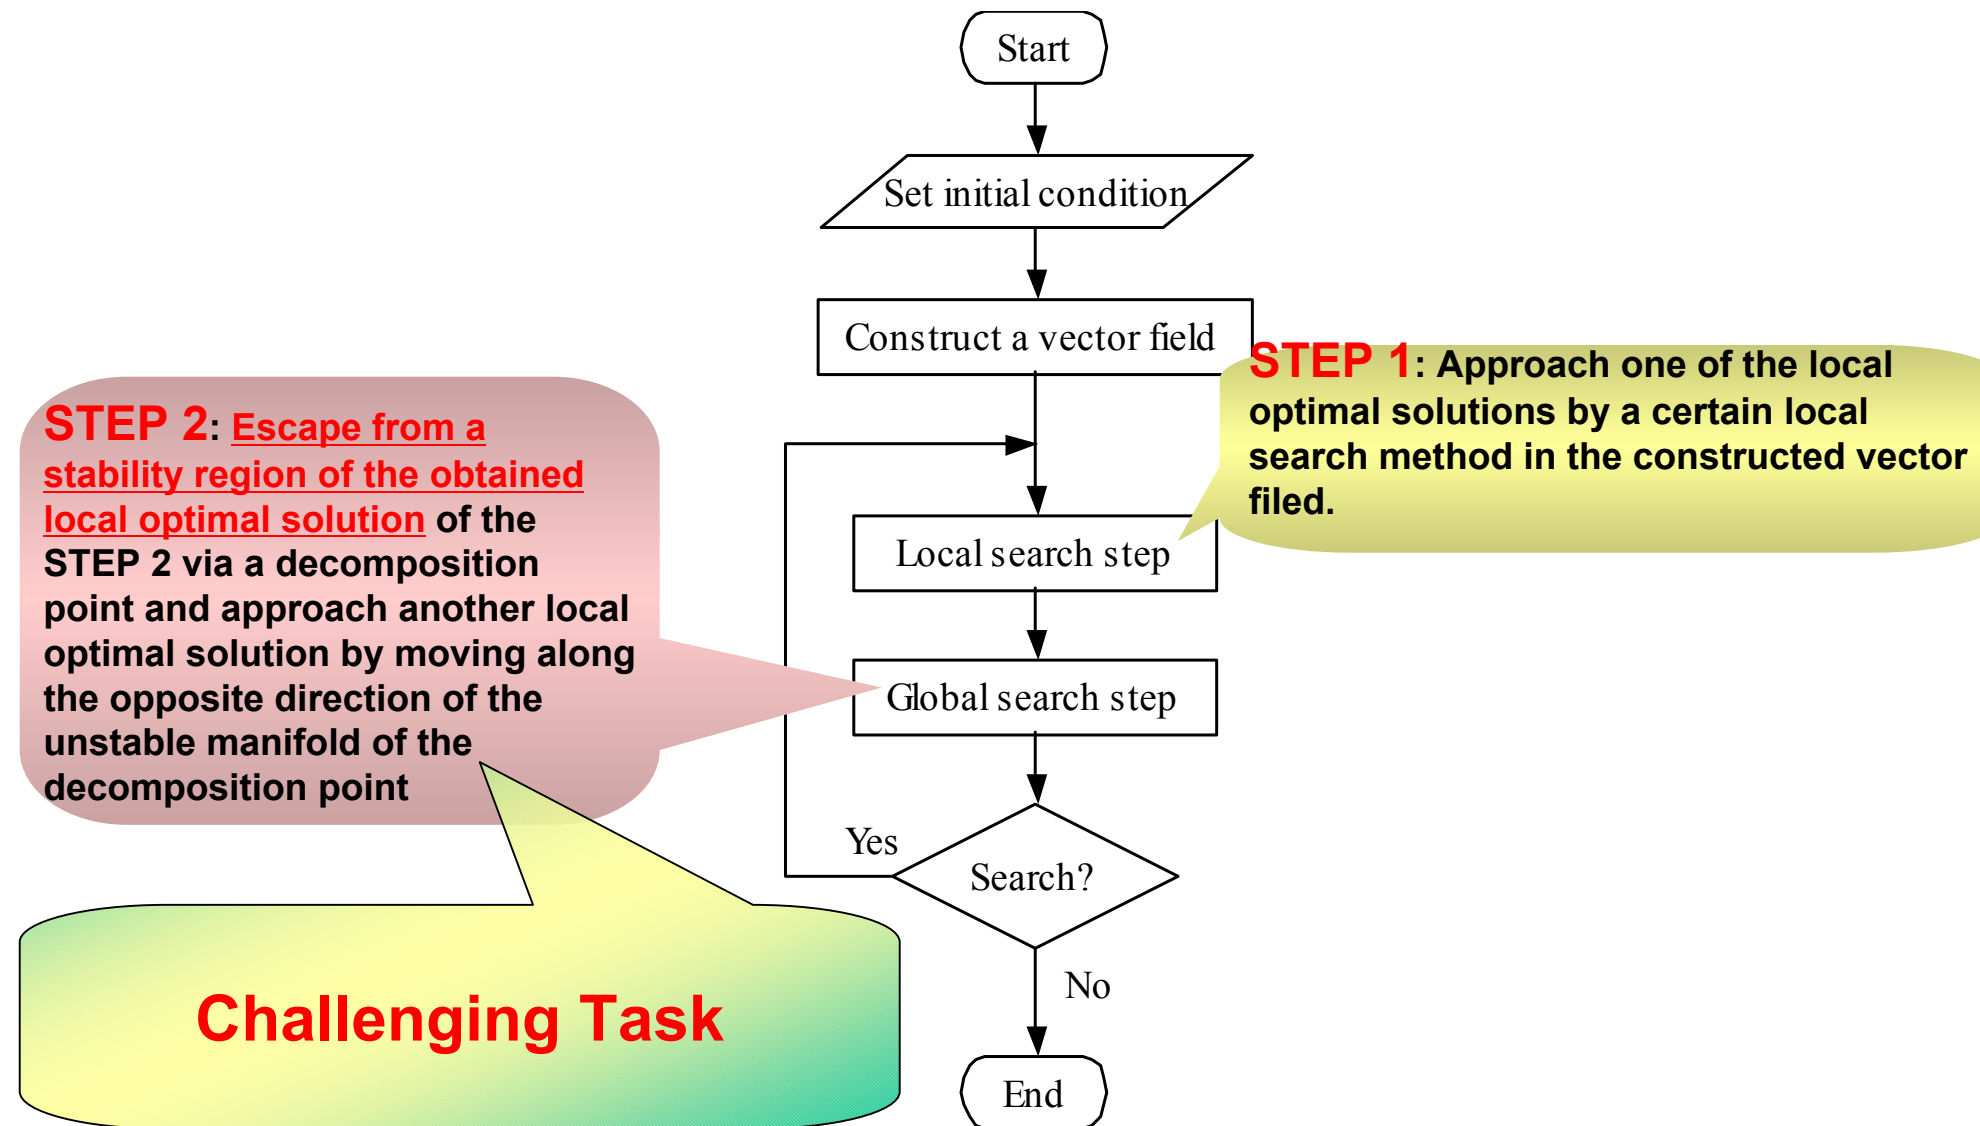 Start
Set initial condition
Construct a vector field
STEP 1: Approach one of the local
optimal solutions by a certain local
search method in the constructed vector
filed.
STEP 2: Escape from a
stability region of the obtained
local optimal solution of the
STEP 2 via a decomposition
point and approach another local
optimal solution by moving along
the opposite direction of the
unstable manifold of the
decomposition point
Local search step
Global search step
Yes
Search?
No
Challenging Task
End